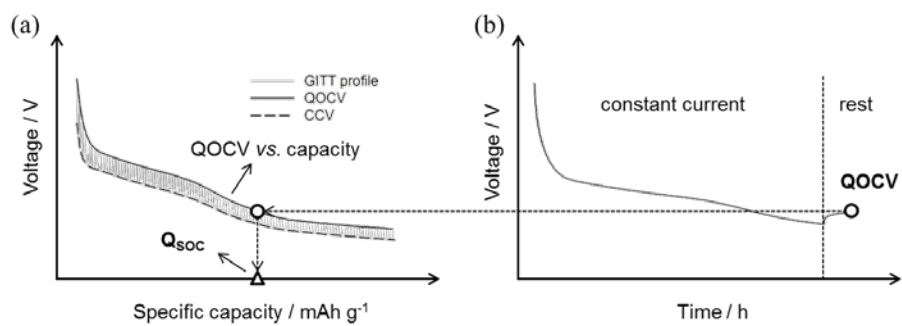 (a)
Voltage / V
GITT profile
QOCV
CCV
QOCV vs. capacity
Qsoc
Specific capacity / mAh g⁻¹
(b)
Voltage / V
constant current
rest
QOCV
Time / h